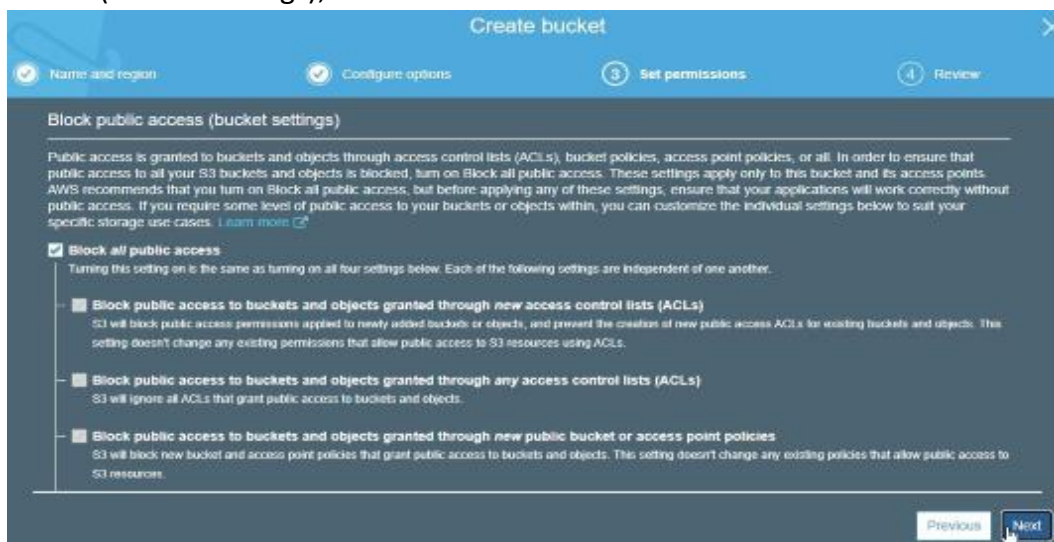 Create bucket
Name and region
Configure options
3 Set permissions
4 Review
Block public access (bucket settings)
Public access is granted to buckets and objects through access control lists (ACLs), bucket policies, access point policies, or all. In order to ensure that
public access to all your S3 buckets and objects is blocked, turn on Block all public access. These settings apply only to this bucket and its access points.
AWS recommends that you turn on Block all public access, but before applying any of these settings, ensure that your applications will work correctly without
public access. If you require some level of public access to your buckets or objects within, you can customize the individual settings below to suit your
specific storage use cases. Learn more
Block all public access
Turning this setting on is the same as turning on all four settings below. Each of the following settings are independent of one another.
Block public access to buckets and objects granted through new access control lists (ACLs)
S3 will block public access permissions applied to newly added buckets or objects, and prevent the creation of new public access ACLs for existing buckets and objects. This
setting doesn't change any existing permissions that allow public access to S3 resources using ACLs.
Block public access to buckets and objects granted through any access control lists (ACLs)
S3 will ignore all ACLs that grant public access to buckets and objects.
Block public access to buckets and objects granted through new public bucket or access point policies
S3 will block new bucket and access point policies that grant public access to buckets and objects. This setting doesn't change any existing policies that allow public access to
S3 resources.
Previous Next